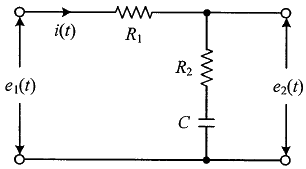 i(t)
R₁
R₂
e₁(t)
e₂(t)
C